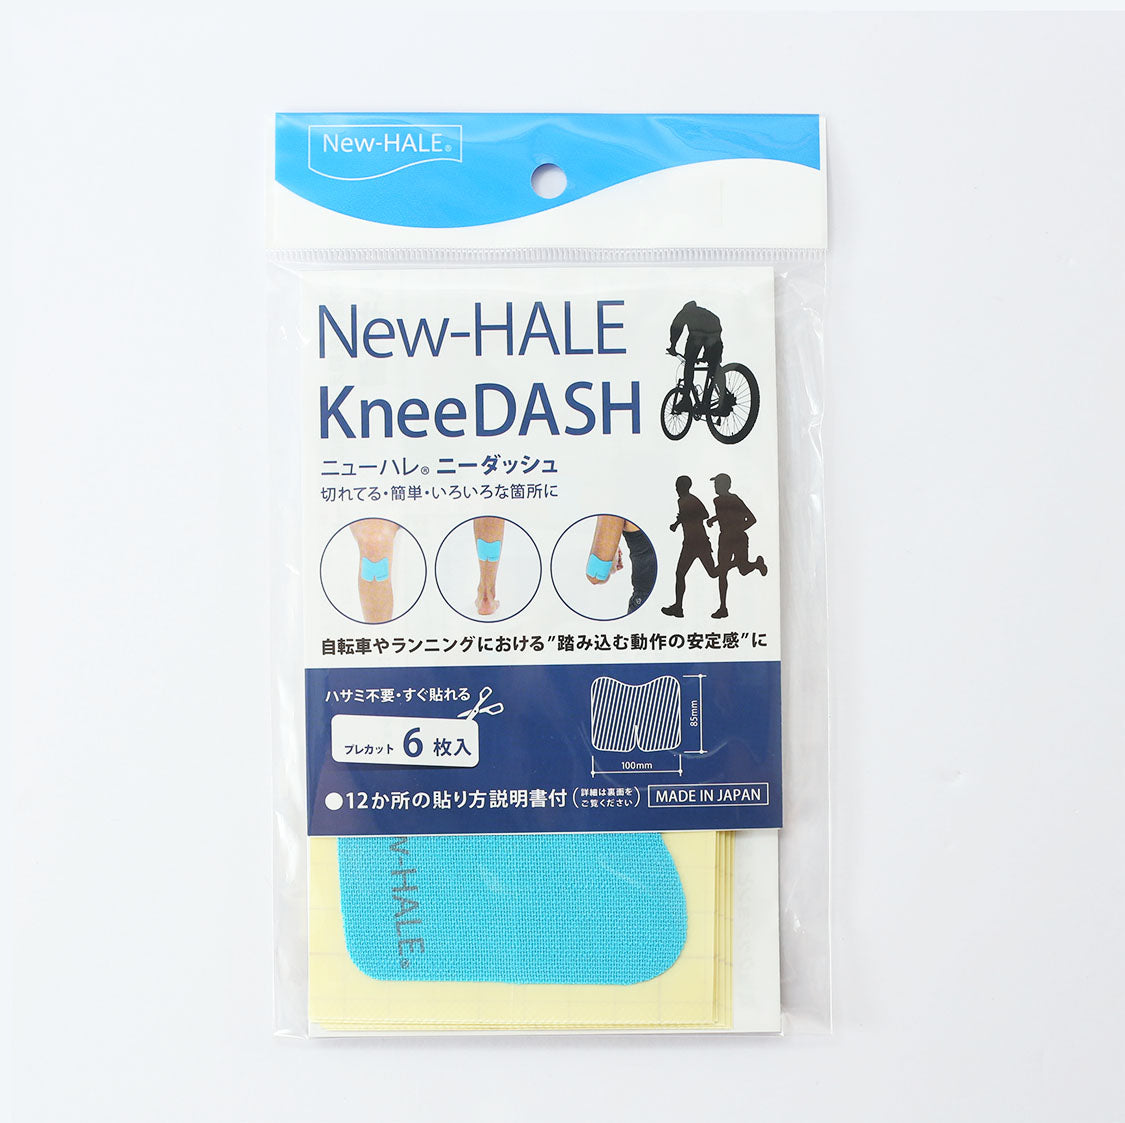 New-HALE®
New-HALE
KneeDASH
ニューハレ® ニーダッシュ
切れてる・簡単・いろいろな箇所に
自転車やランニングにおける”踏み込む動作の安定感”に
ハサミ不要・すぐ貼れる
プレカット 6 枚入
85mm
100mm
●12か所の貼り方説明書付(詳細は裏面をご覧ください)
MADE IN JAPAN
w-HALE®